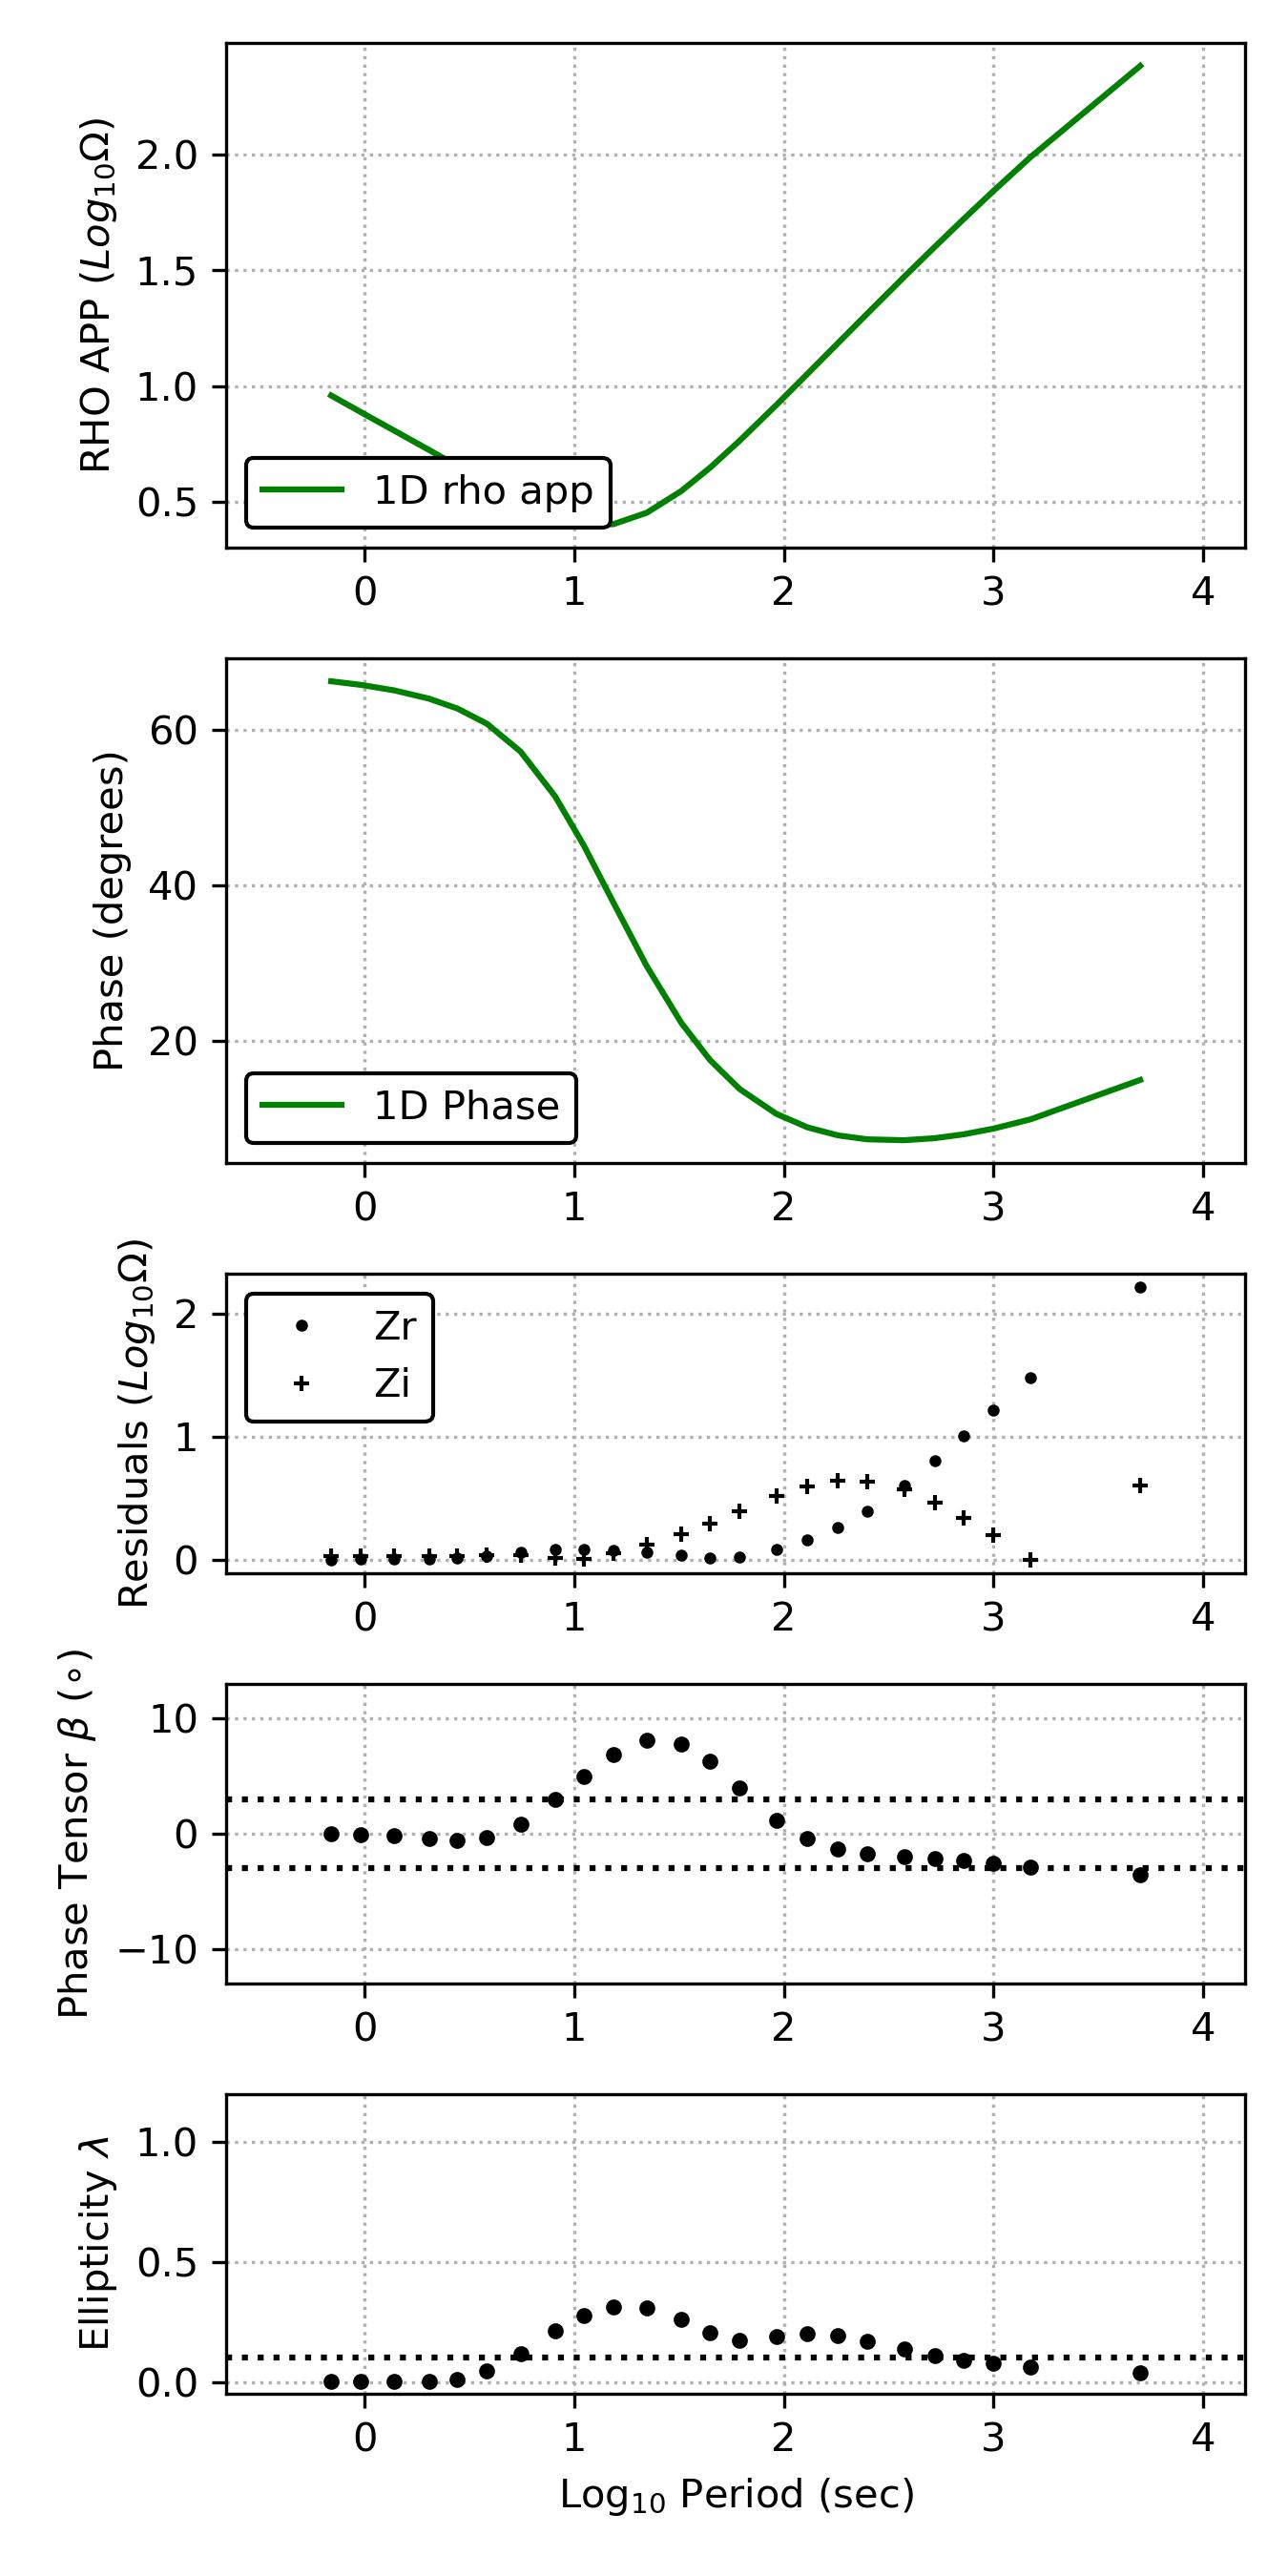 RHO APP (Log₁₀Ω)
2.0
1.5
1.0
0.5
1D rho app
0 1 2 3 4
Phase (degrees)
60
40
20
1D Phase
0 1 2 3 4
Residuals (Log₁₀Ω)
2
1
0
Zr
Zi
0 1 2 3 4
Phase Tensor β (∘)
10
0
−10
0 1 2 3 4
Ellipticity λ
1.0
0.5
0.0
0 1 2 3 4
Log₁₀ Period (sec)